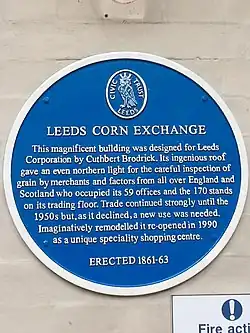 CIVIC TRUST
LEEDS
LEEDS CORN EXCHANGE
This magnificent building was designed for Leeds
Corporation by Cuthbert Brodrick. Its ingenious roof
gave an even northern light for the careful inspection of
grain by merchants and factors from all over England and
Scotland who occupied its 59 offices and the 170 stands
on its trading floor. Trade continued strongly until the
1950s but, as it declined, a new use was needed.
Imaginatively remodelled it re-opened in 1990
as a unique speciality shopping centre.
ERECTED 1861-63
Fire acti